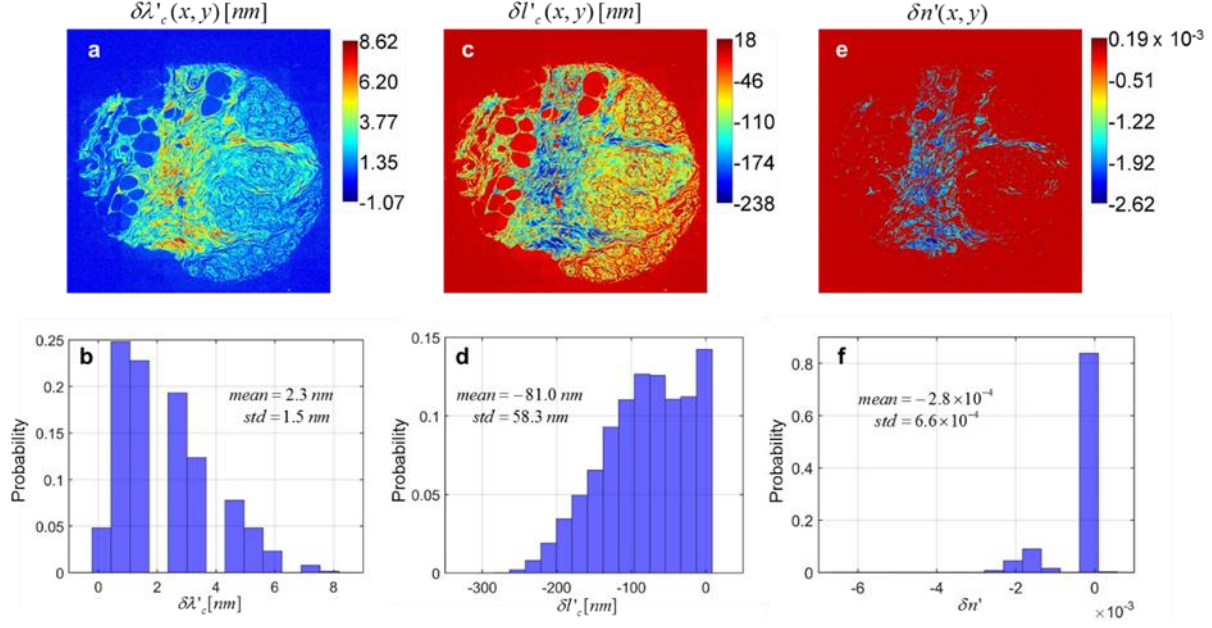 δλ'c(x, y) [nm]
δl'c(x, y) [nm]
δn'(x, y)
a
8.62
6.20
3.77
1.35
-1.07
c
18
-46
-110
-174
-238
e
0.19 x 10⁻³
-0.51
-1.22
-1.92
-2.62
b
mean = 2.3 nm
std = 1.5 nm
Probability
0.25
0.2
0.15
0.1
0.05
0
0 2 4 6 8
δλ'c[nm]
d
mean = −81.0 nm
std = 58.3 nm
Probability
0.15
0.1
0.05
0
-300 -200 -100 0
δl'c[nm]
f
mean = −2.8×10⁻⁴
std = 6.6×10⁻⁴
Probability
0.8
0.6
0.4
0.2
0
-6 -4 -2 0
×10⁻³
δn'